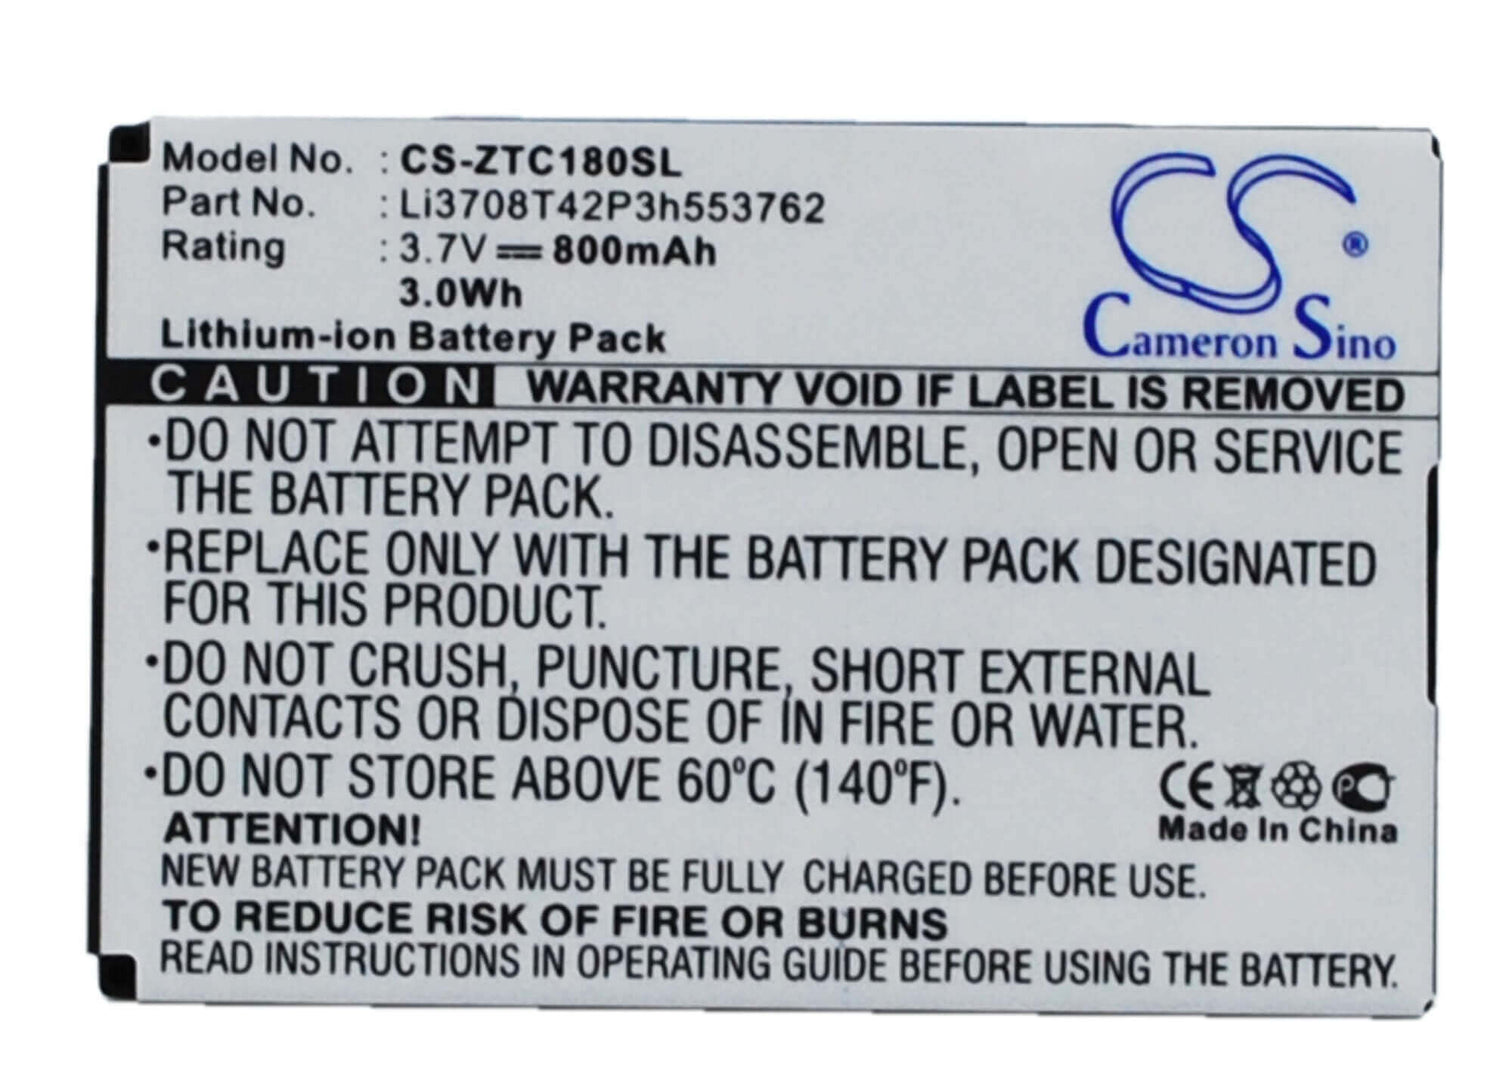 Model No. : CS-ZTC180SL
Part No. : Li3708T42P3h553762
Rating : 3.7V⎓800mAh
3.0Wh
Lithium-ion Battery Pack
CS®
Cameron Sino
CAUTION WARRANTY VOID IF LABEL IS REMOVED
•DO NOT ATTEMPT TO DISASSEMBLE, OPEN OR SERVICE
THE BATTERY PACK.
•REPLACE ONLY WITH THE BATTERY PACK DESIGNATED
FOR THIS PRODUCT.
•DO NOT CRUSH, PUNCTURE, SHORT EXTERNAL
CONTACTS OR DISPOSE OF IN FIRE OR WATER.
•DO NOT STORE ABOVE 60ºC (140ºF).
CE
Made In China
ATTENTION!
NEW BATTERY PACK MUST BE FULLY CHARGED BEFORE USE.
TO REDUCE RISK OF FIRE OR BURNS
READ INSTRUCTIONS IN OPERATING GUIDE BEFORE USING THE BATTERY.